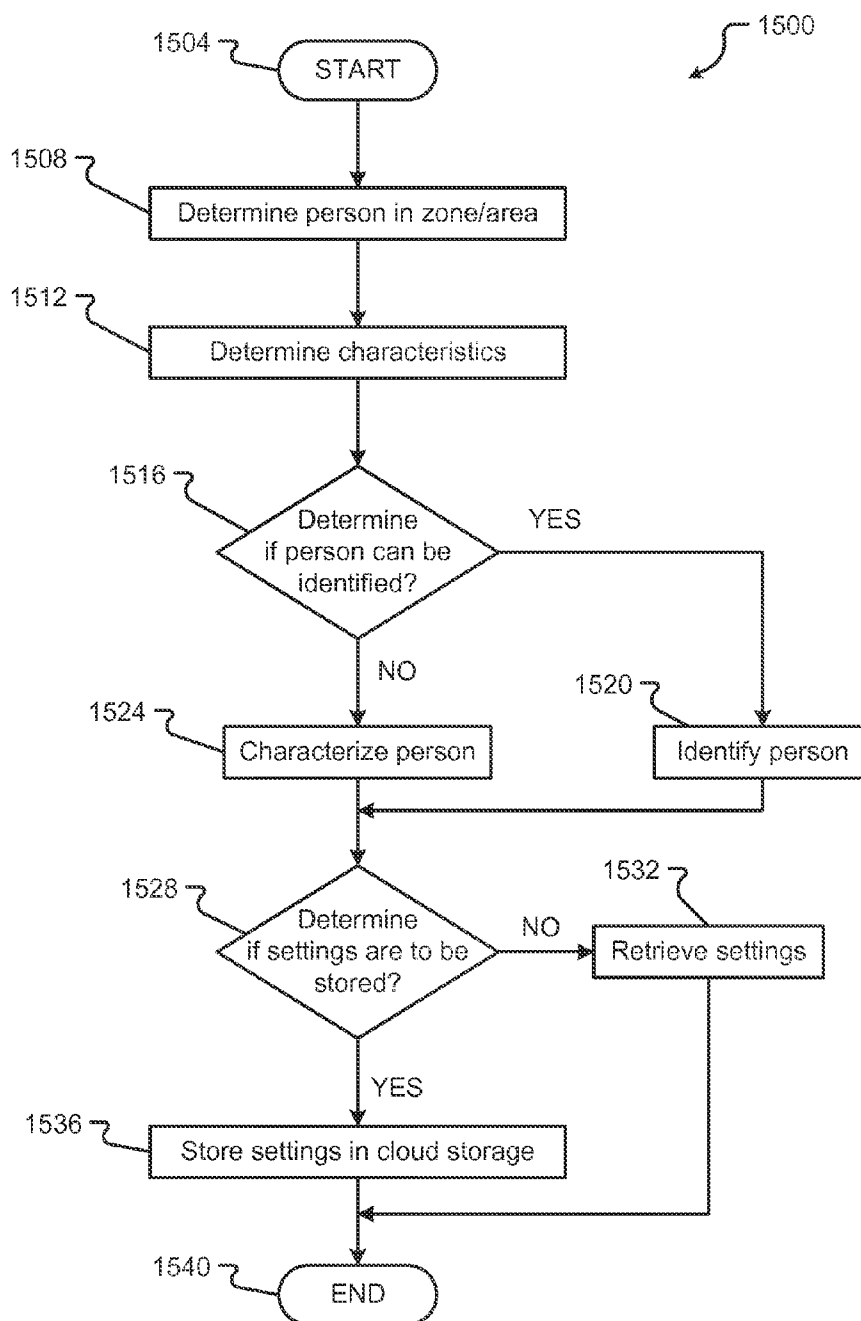 1500
1504
START
1508
Determine person in zone/area
1512
Determine characteristics
1516
Determine
if person can be
identified?
YES
NO
1520
1524
Characterize person
Identify person
1528
1532
Determine
if settings are to be
stored?
NO
Retrieve settings
YES
1536
Store settings in cloud storage
1540
END